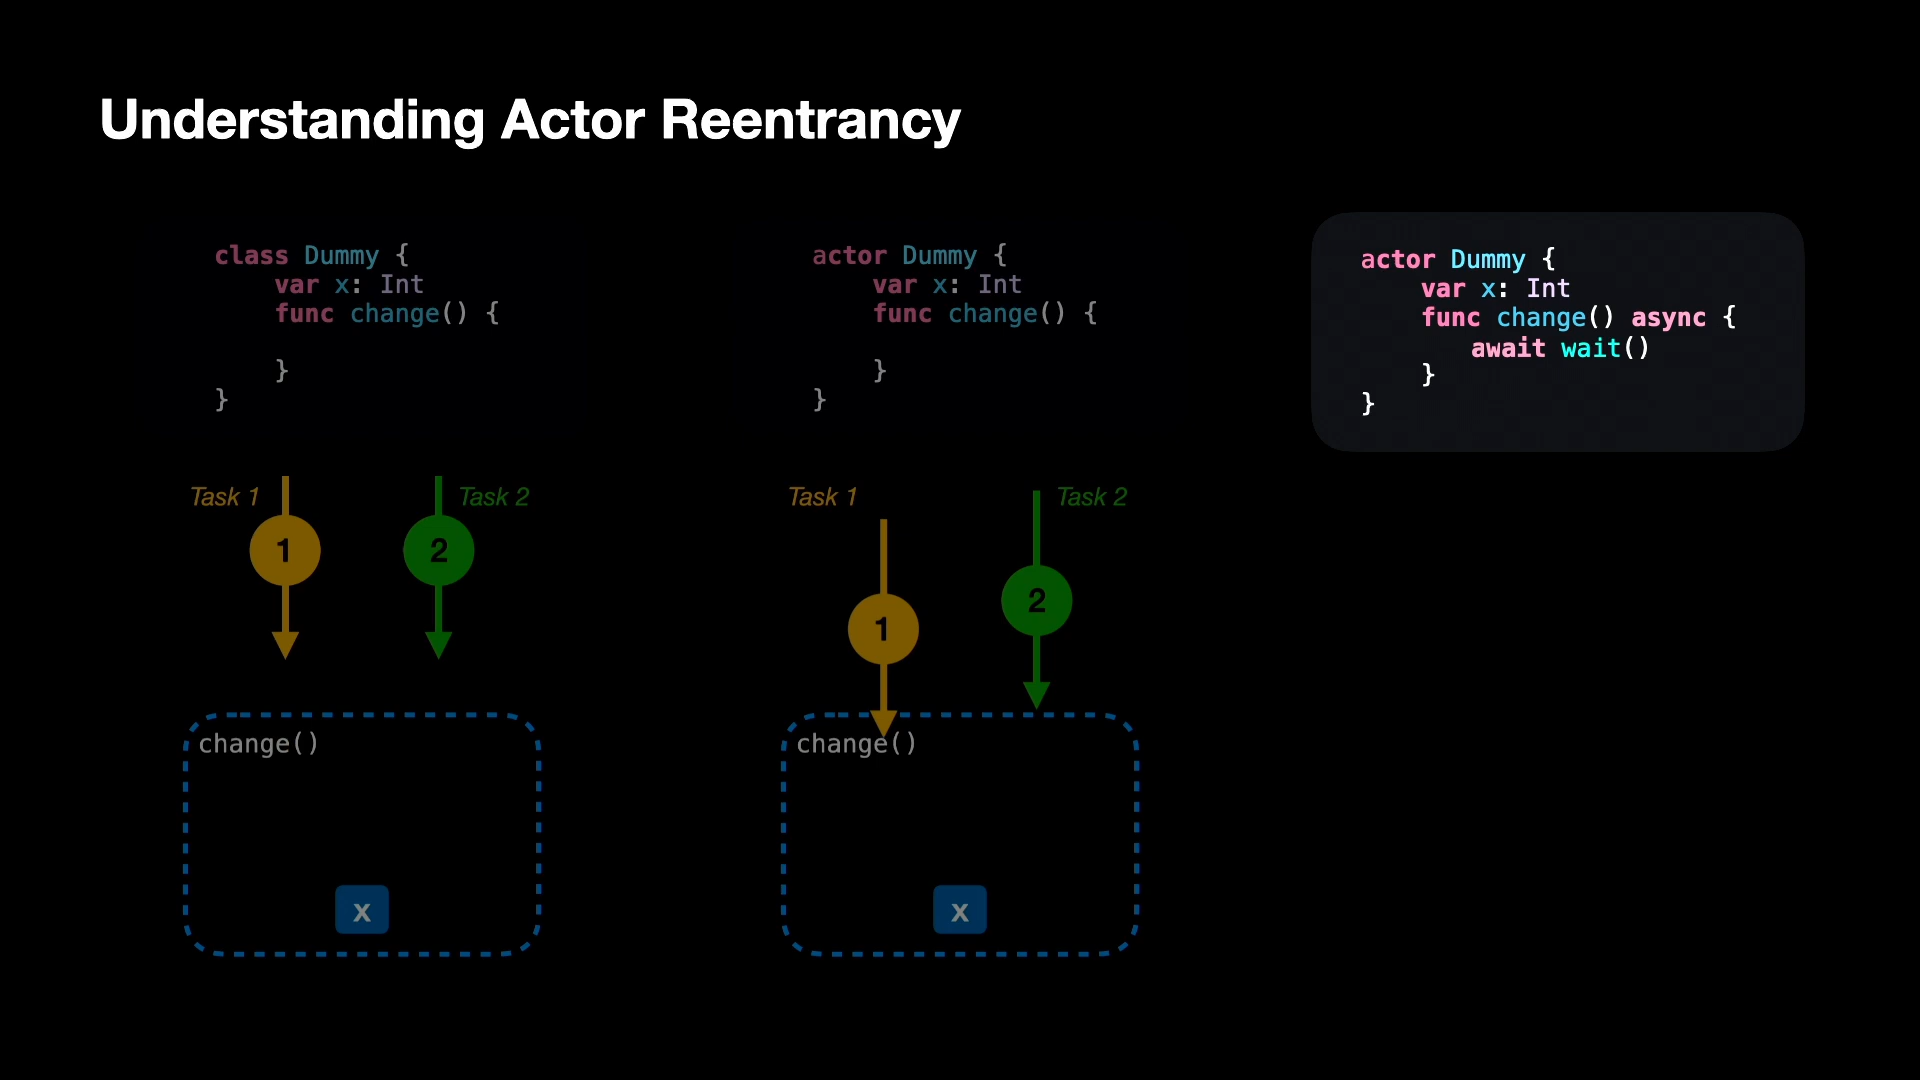 Understanding Actor Reentrancy
class Dummy {
var x: Int
func change() {
}
}
actor Dummy {
var x: Int
func change() {
}
}
actor Dummy {
var x: Int
func change() async {
await wait()
}
}
Task 1
Task 2
1
2
change()
x
Task 1
Task 2
1
2
change()
x